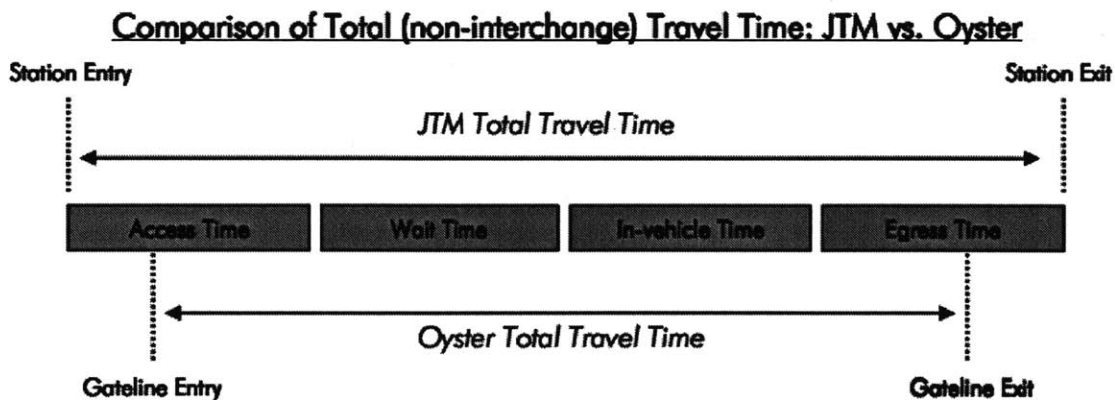 Comparison of Total (non-interchange) Travel Time: JTM vs. Oyster
Station Entry
Station Exit
JTM Total Travel Time
Access Time
Wait Time
In-vehicle Time
Egress Time
Oyster Total Travel Time
Gateline Entry
Gateline Exit